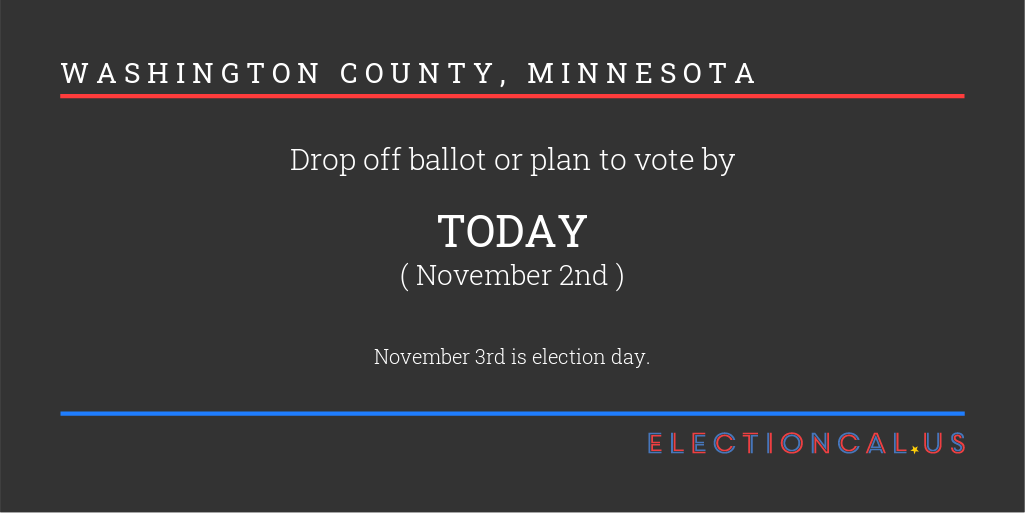 WASHINGTON COUNTY, MINNESOTA
Drop off ballot or plan to vote by
TODAY
( November 2nd )
November 3rd is election day.
ELECTIONCAL.US